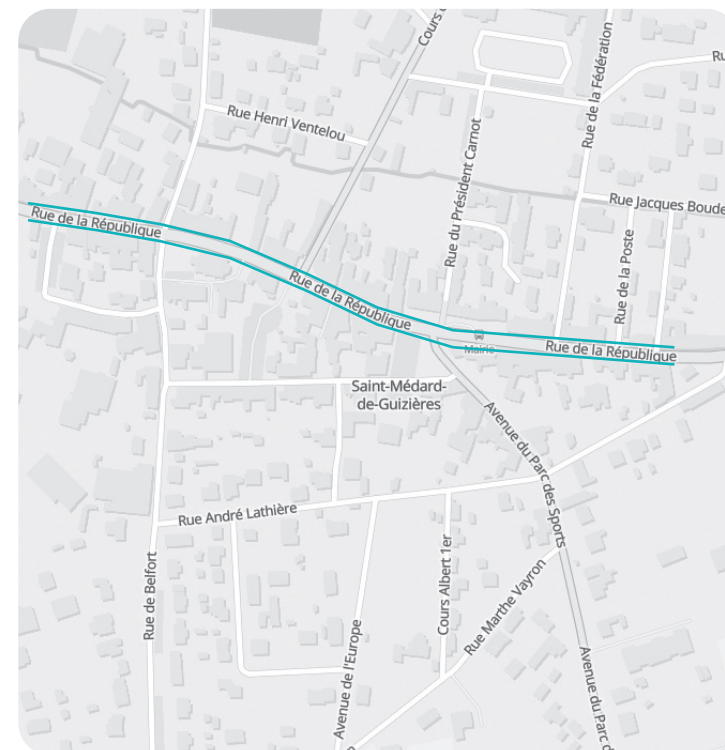 Cours
Rue de la Fédération
Rue Henri Ventelou
Rue du Président Carnot
Rue Jacques Boude
Rue de la République
Rue de la Poste
Rue de la République
Mairie
Rue de la République
Saint-Médard-
de-Guizières
Avenue du Parc des Sports
Rue André Lathière
Rue de Belfort
Cours Albert 1er
Rue Marthe Vayron
Avenue de l'Europe
Avenue du Parc